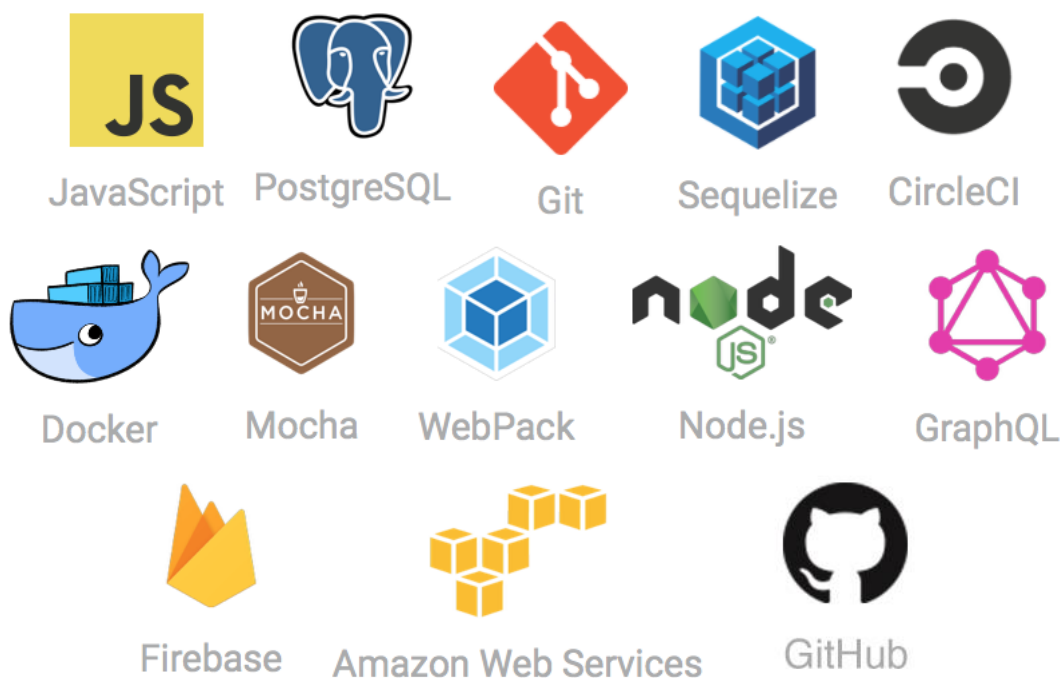 JS
JavaScript
PostgreSQL
Git
Sequelize
CircleCI
MOCHA
node
JS®
Docker
Mocha
WebPack
Node.js
GraphQL
Firebase
Amazon Web Services
GitHub